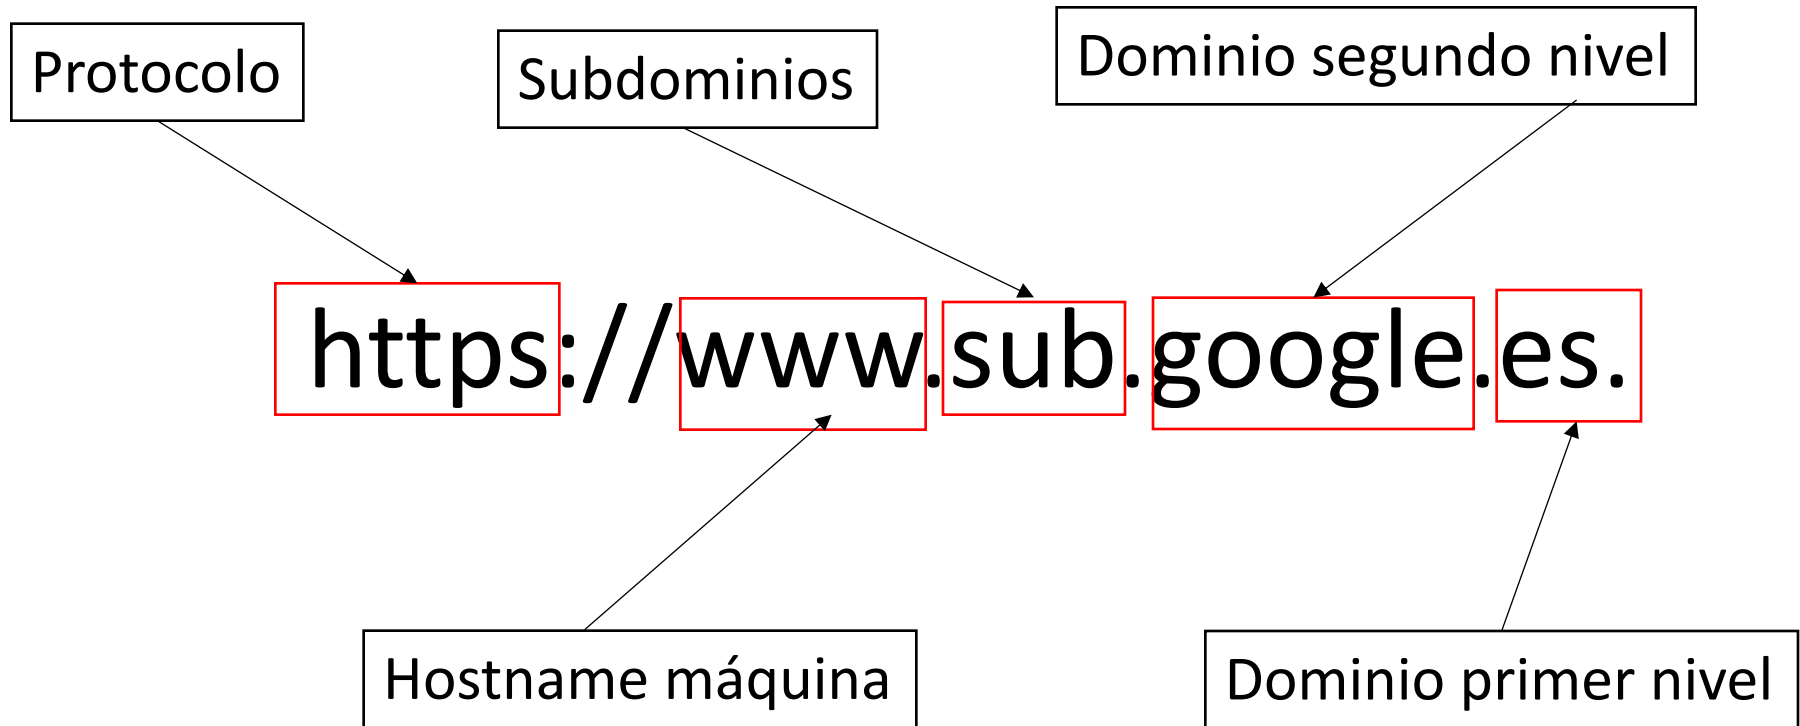 Protocolo
Subdominios
Dominio segundo nivel
https://www.sub.google.es.
Hostname máquina
Dominio primer nivel